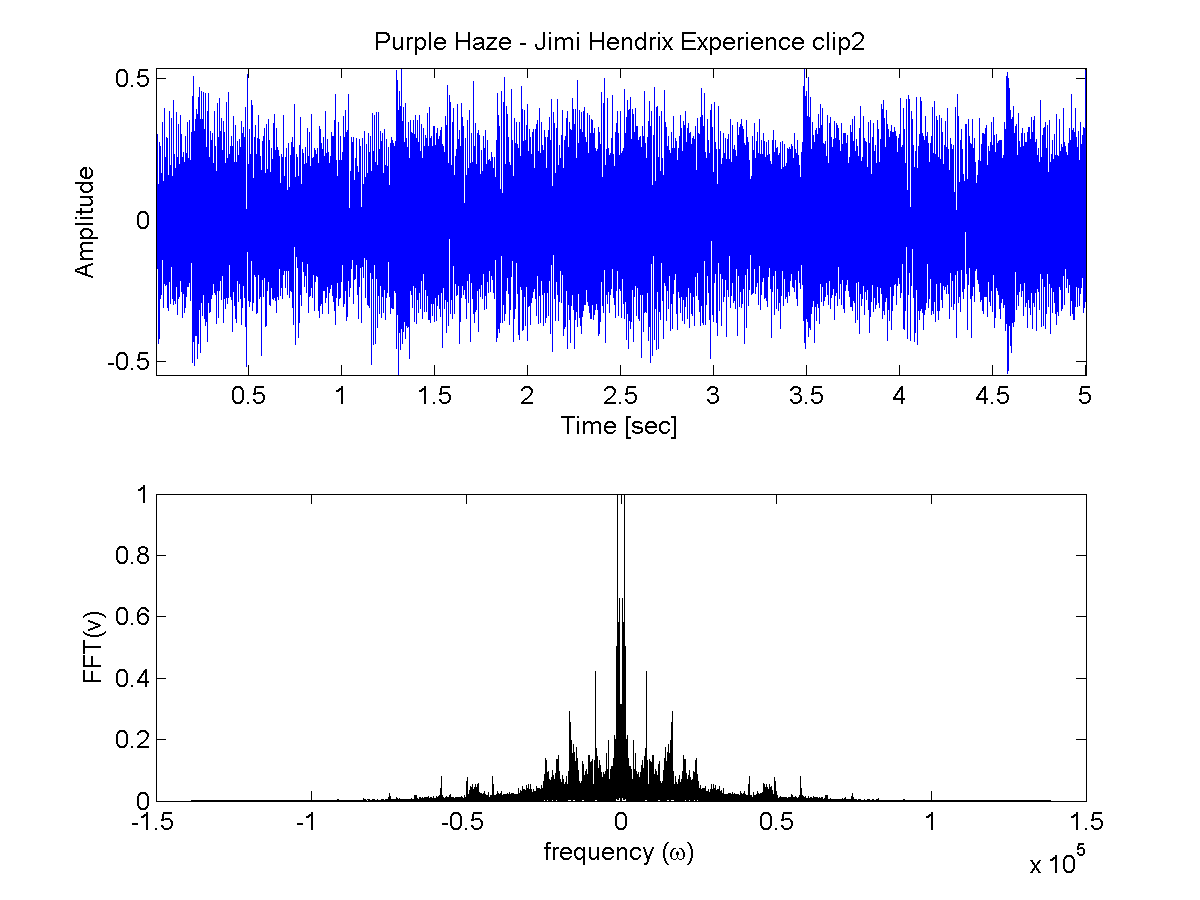 Purple Haze - Jimi Hendrix Experience clip2
0.5
0
-0.5
Amplitude
0.5 1 1.5 2 2.5 3 3.5 4 4.5 5
Time [sec]
1
0.8
0.6
0.4
0.2
0
FFT(v)
-1.5 -1 -0.5 0 0.5 1 1.5
frequency (ω)
x 10^5